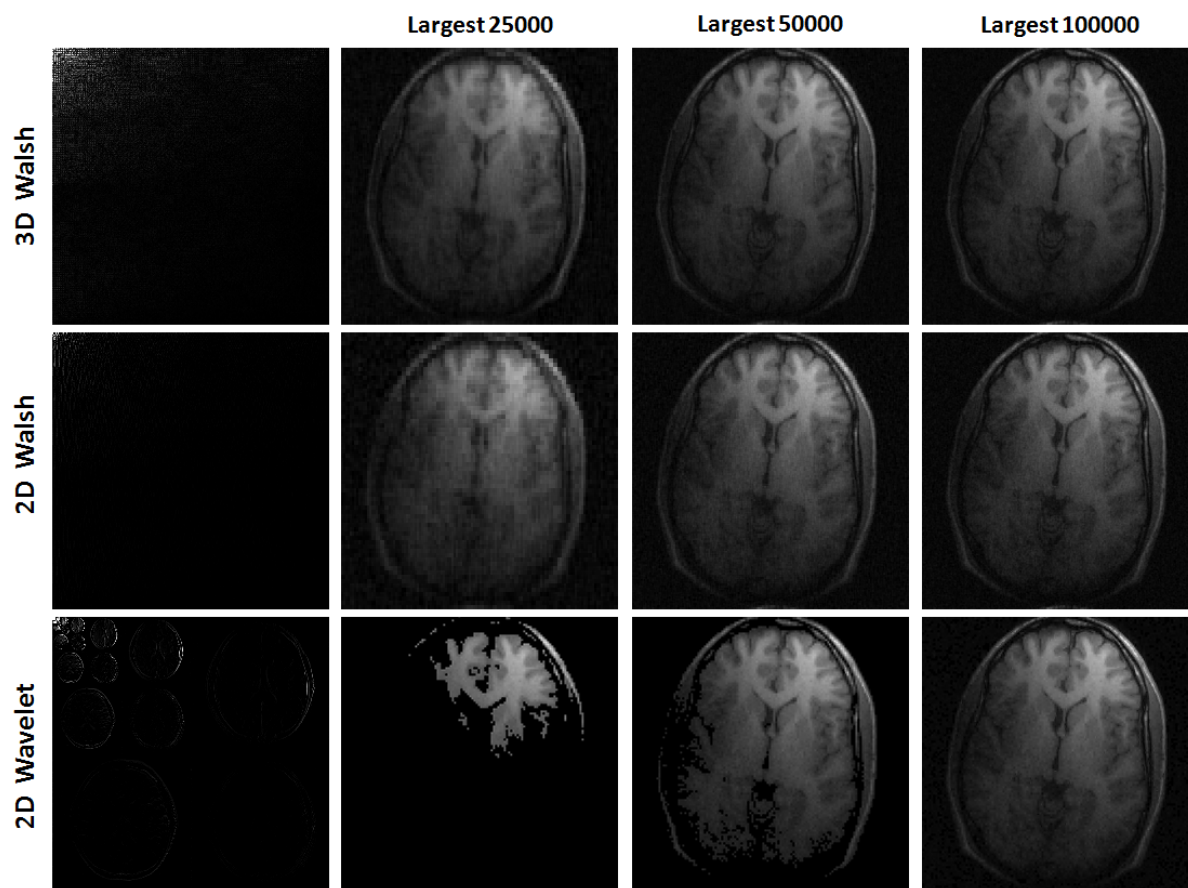 Largest 25000
Largest 50000
Largest 100000
3D Walsh
2D Walsh
2D Wavelet